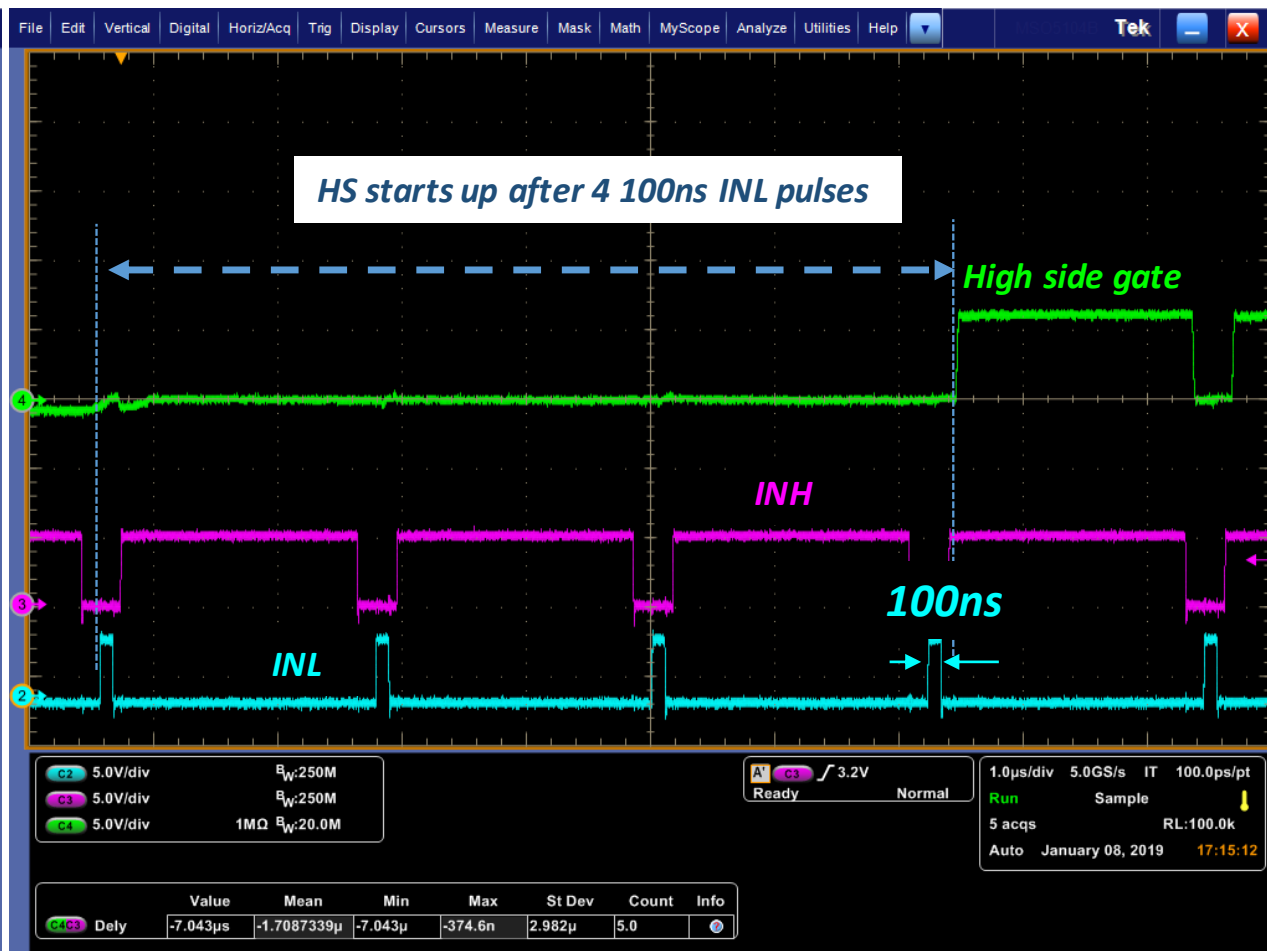 File Edit Vertical Digital Horiz/Acq Trig Display Cursors Measure Mask Math MyScope Analyze Utilities Help Tek X
HS starts up after 4 100ns INL pulses
High side gate
4
INH
3
100ns
INL
2
C2 5.0V/div BW:250M
C3 5.0V/div BW:250M
C4 5.0V/div 1MΩ BW:20.0M
A' C3 3.2V
Ready Normal
1.0µs/div 5.0GS/s IT 100.0ps/pt
Run Sample
5 acqs RL:100.0k
Auto January 08, 2019 17:15:12
Value Mean Min Max St Dev Count Info
C4C3 Dely -7.043µs -1.7087339µ -7.043µ -374.6n 2.982µ 5.0